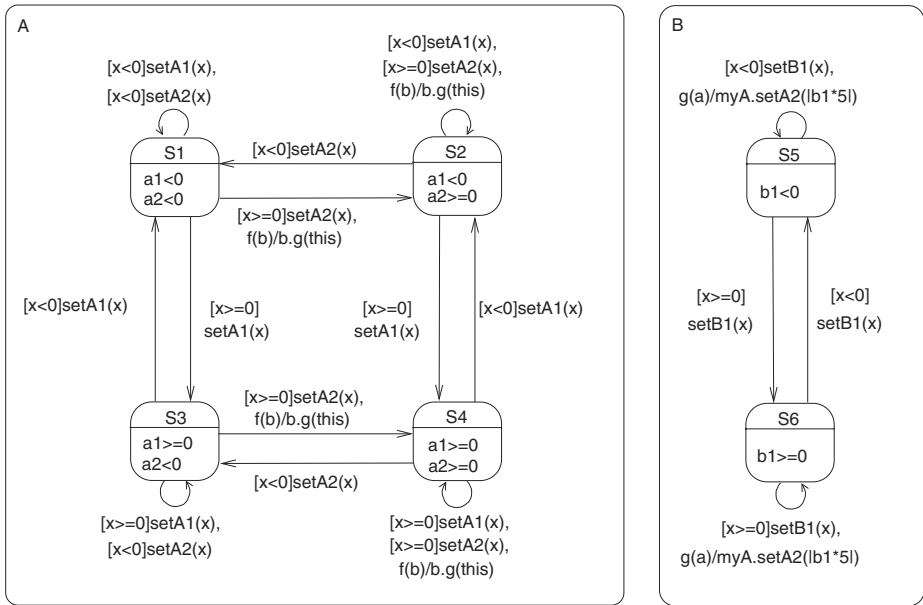 A
[x<0]setA1(x),
[x<0]setA2(x)
[x<0]setA1(x),
[x>=0]setA2(x),
f(b)/b.g(this)
S1
a1<0
a2<0
[x<0]setA2(x)
[x>=0]setA2(x),
f(b)/b.g(this)
S2
a1<0
a2>=0
[x<0]setA1(x)
[x>=0]
setA1(x)
[x>=0]
setA1(x)
[x<0]setA1(x)
S3
a1>=0
a2<0
[x>=0]setA2(x),
f(b)/b.g(this)
[x<0]setA2(x)
S4
a1>=0
a2>=0
[x>=0]setA1(x),
[x<0]setA2(x)
[x>=0]setA1(x),
[x>=0]setA2(x),
f(b)/b.g(this)
B
[x<0]setB1(x),
g(a)/myA.setA2(|b1*5|)
S5
b1<0
[x>=0]
setB1(x)
[x<0]
setB1(x)
S6
b1>=0
[x>=0]setB1(x),
g(a)/myA.setA2(|b1*5|)